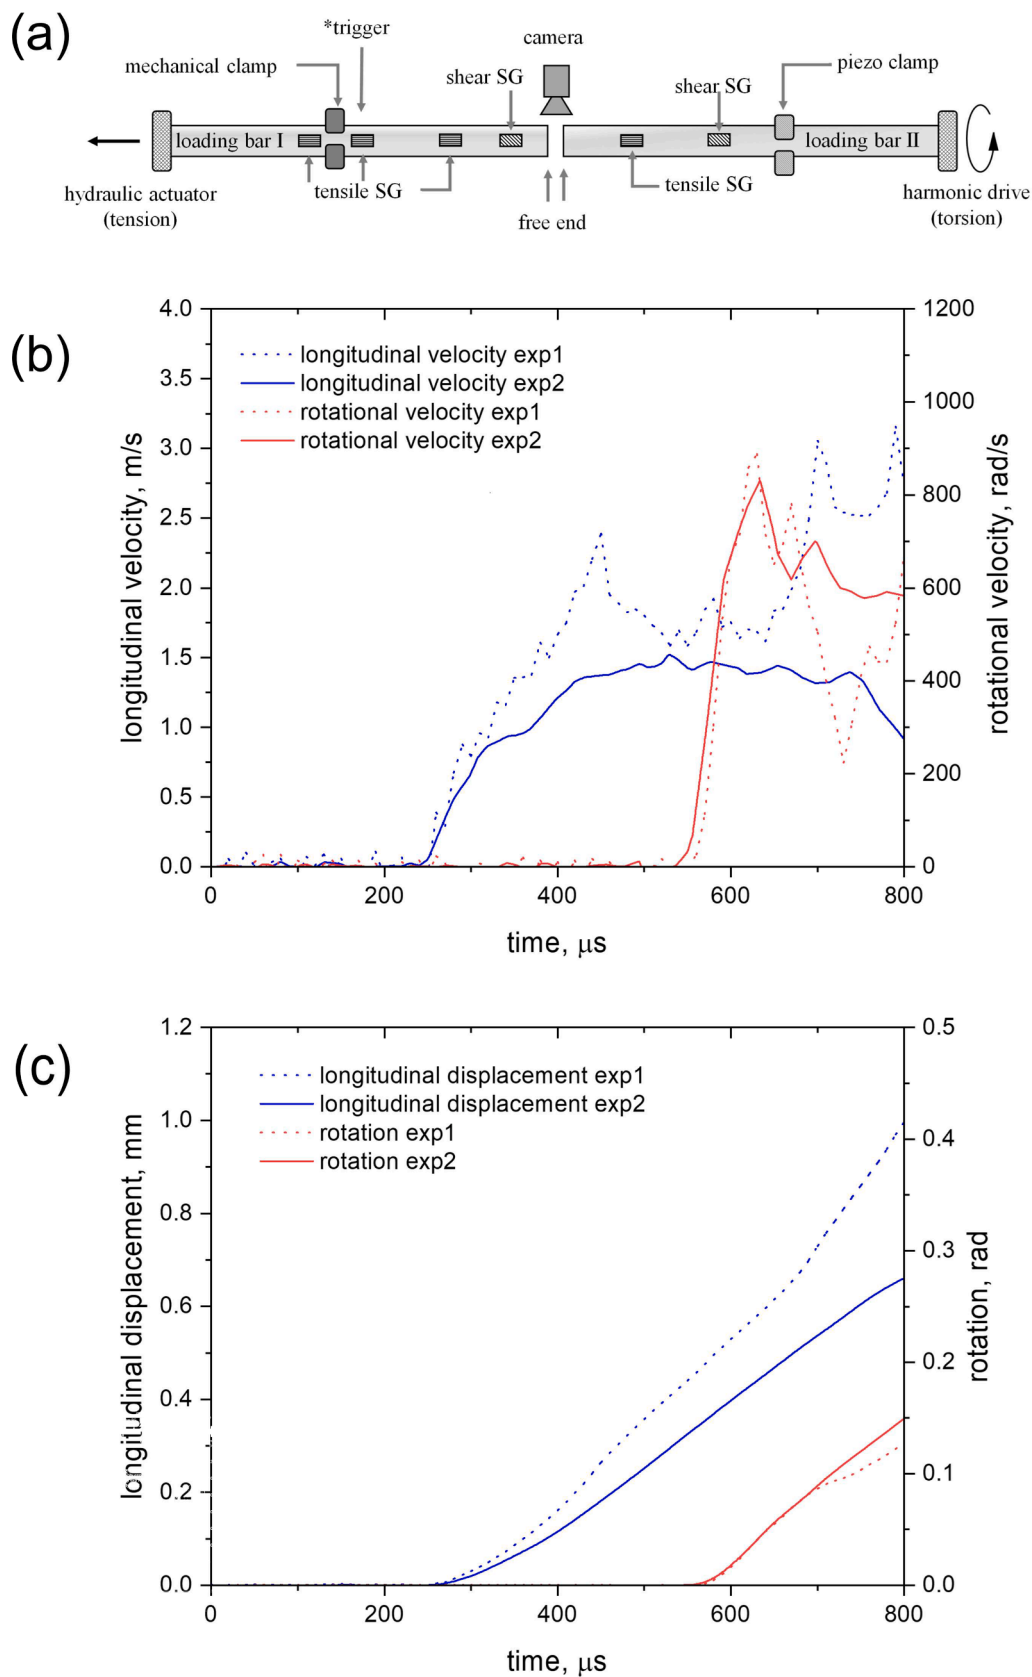 (a)
*trigger
camera
mechanical clamp
shear SG
shear SG
piezo clamp
loading bar I
loading bar II
hydraulic actuator
(tension)
tensile SG
tensile SG
free end
harmonic drive
(torsion)
(b)
4.0
3.5
3.0
2.5
2.0
1.5
1.0
0.5
0.0
longitudinal velocity, m/s
longitudinal velocity exp1
longitudinal velocity exp2
rotational velocity exp1
rotational velocity exp2
1200
1000
800
600
400
200
0
rotational velocity, rad/s
0 200 400 600 800
time, μs
(c)
1.2
1.0
0.8
0.6
0.4
0.2
0.0
longitudinal displacement, mm
longitudinal displacement exp1
longitudinal displacement exp2
rotation exp1
rotation exp2
0.5
0.4
0.3
0.2
0.1
0.0
rotation, rad
0 200 400 600 800
time, μs